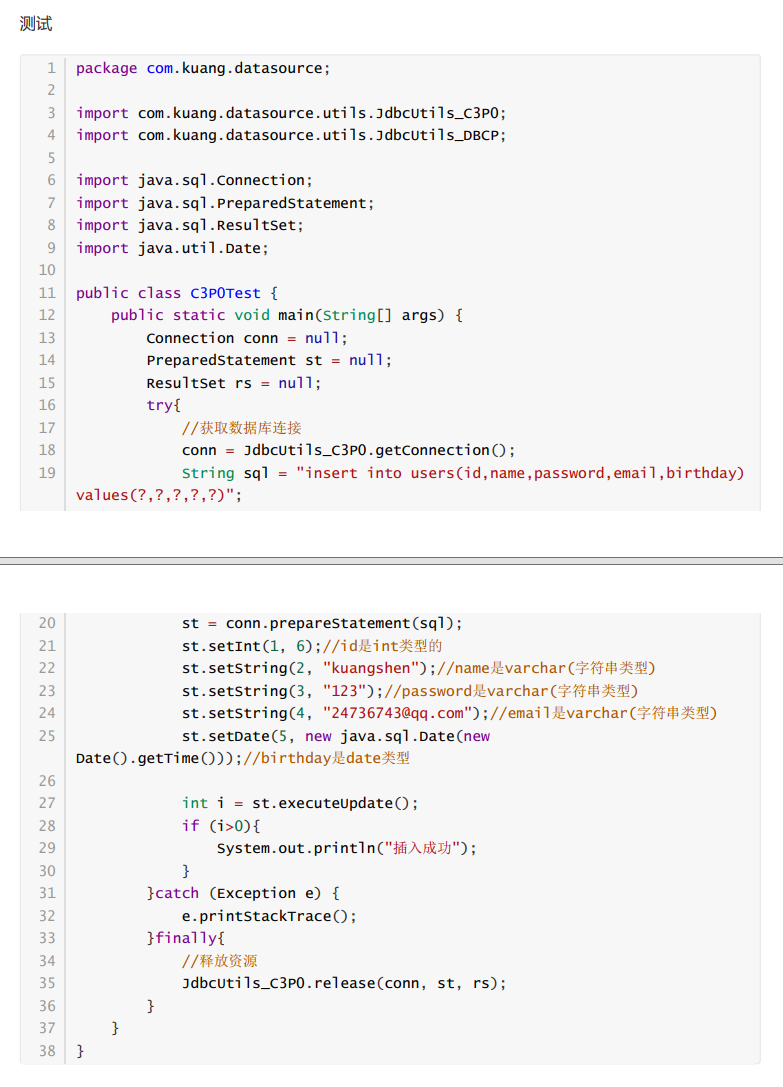 测试
1 package com.kuang.datasource;
2
3 import com.kuang.datasource.utils.JdbcUtils_C3P0;
4 import com.kuang.datasource.utils.JdbcUtils_DBCP;
5
6 import java.sql.Connection;
7 import java.sql.PreparedStatement;
8 import java.sql.ResultSet;
9 import java.util.Date;
10
11 public class C3P0Test {
12     public static void main(String[] args) {
13         Connection conn = null;
14         PreparedStatement st = null;
15         ResultSet rs = null;
16         try{
17             //获取数据库连接
18             conn = JdbcUtils_C3P0.getConnection();
19             String sql = "insert into users(id,name,password,email,birthday)
values(?,?,?,?,?)";
20             st = conn.prepareStatement(sql);
21             st.setInt(1, 6);//id是int类型的
22             st.setString(2, "kuangshen");//name是varchar(字符串类型)
23             st.setString(3, "123");//password是varchar(字符串类型)
24             st.setString(4, "24736743@qq.com");//email是varchar(字符串类型)
25             st.setDate(5, new java.sql.Date(new
Date().getTime()));//birthday是date类型
26
27             int i = st.executeUpdate();
28             if (i>0){
29                 System.out.println("插入成功");
30             }
31         }catch (Exception e) {
32             e.printStackTrace();
33         }finally{
34             //释放资源
35             JdbcUtils_C3P0.release(conn, st, rs);
36         }
37     }
38 }